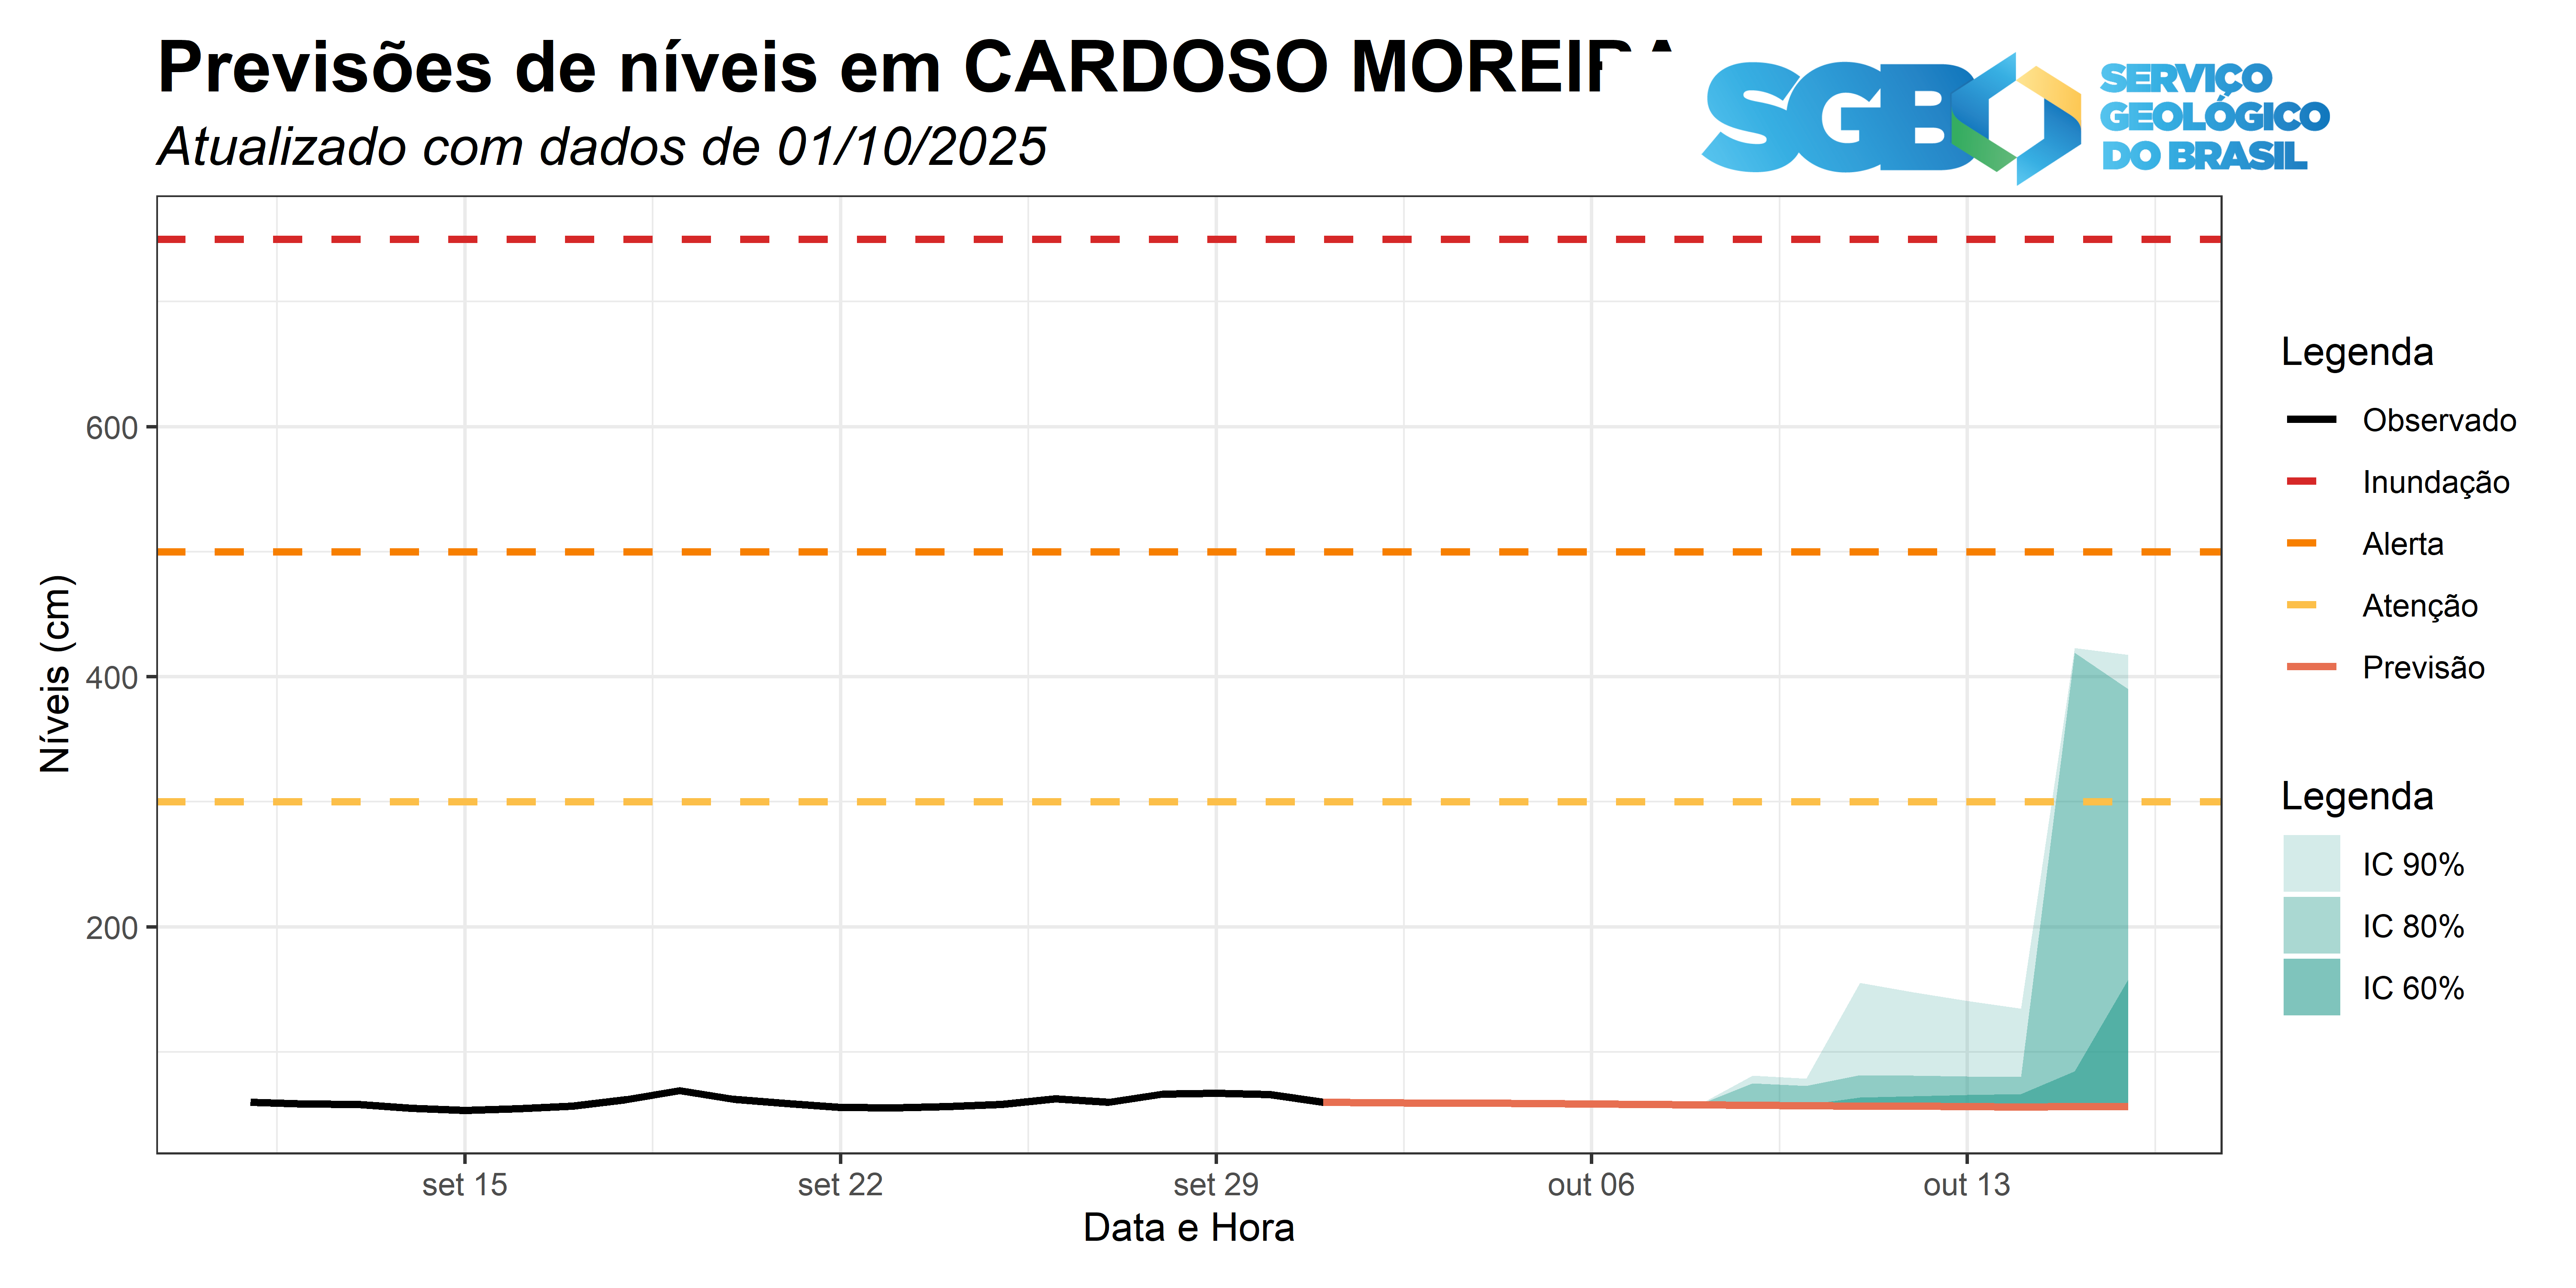 Previsões de níveis em CARDOSO MOREIRA
Atualizado com dados de 01/10/2025
SGB
SERVIÇO
GEOLÓGICO
DO BRASIL
Níveis (cm)
600
400
200
set 15
set 22
set 29
out 06
out 13
Data e Hora
Legenda
Observado
Inundação
Alerta
Atenção
Previsão
Legenda
IC 90%
IC 80%
IC 60%